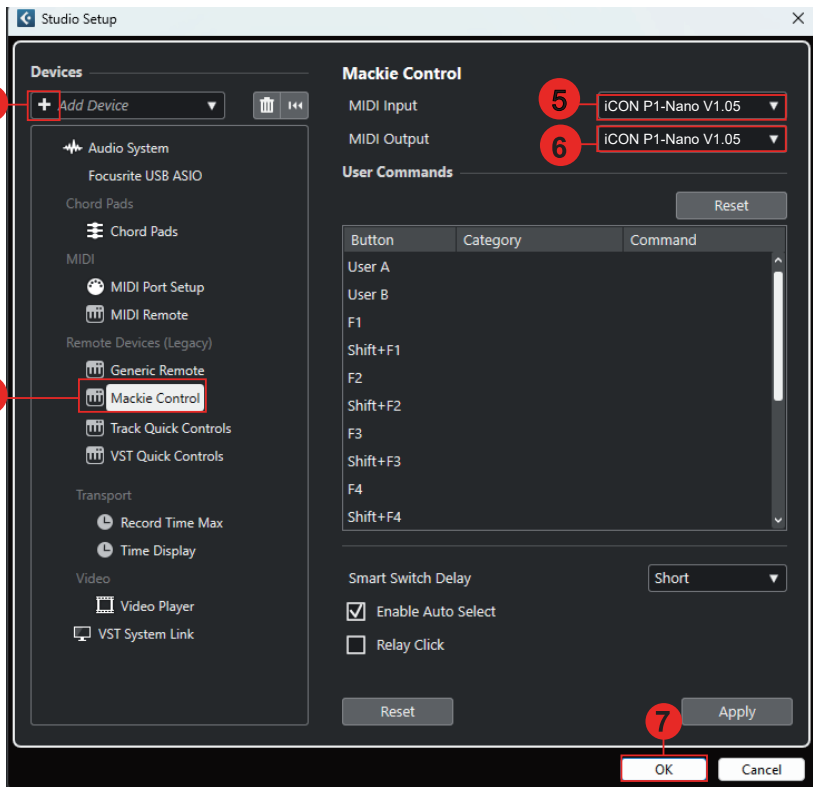 Studio Setup
Devices
Add Device
Audio System
Focusrite USB ASIO
Chord Pads
Chord Pads
MIDI
MIDI Port Setup
MIDI Remote
Remote Devices (Legacy)
Generic Remote
Mackie Control
Track Quick Controls
VST Quick Controls
Transport
Record Time Max
Time Display
Video
Video Player
VST System Link
Mackie Control
MIDI Input 5 iCON P1-Nano V1.05
MIDI Output 6 iCON P1-Nano V1.05
User Commands
Reset
Button Category Command
User A
User B
F1
Shift+F1
F2
Shift+F2
F3
Shift+F3
F4
Shift+F4
Smart Switch Delay Short
Enable Auto Select
Relay Click
Reset 7 Apply
OK Cancel